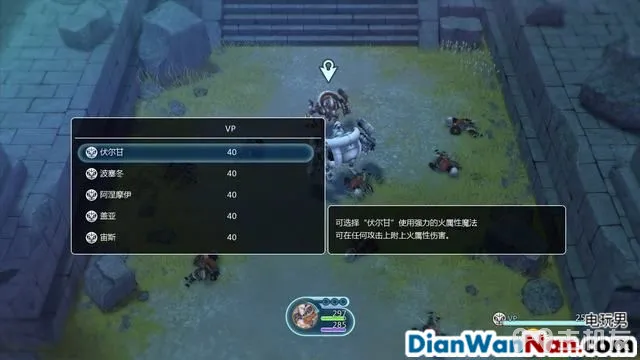 VP
伏尔甘 40
波塞冬 40
阿涅摩伊 40
盖亚 40
宙斯 40
可选择“伏尔甘”使用强力的火属性魔法
可在任何攻击上附上火属性伤害。
297
285
VP
电玩男
DianWanNan.com